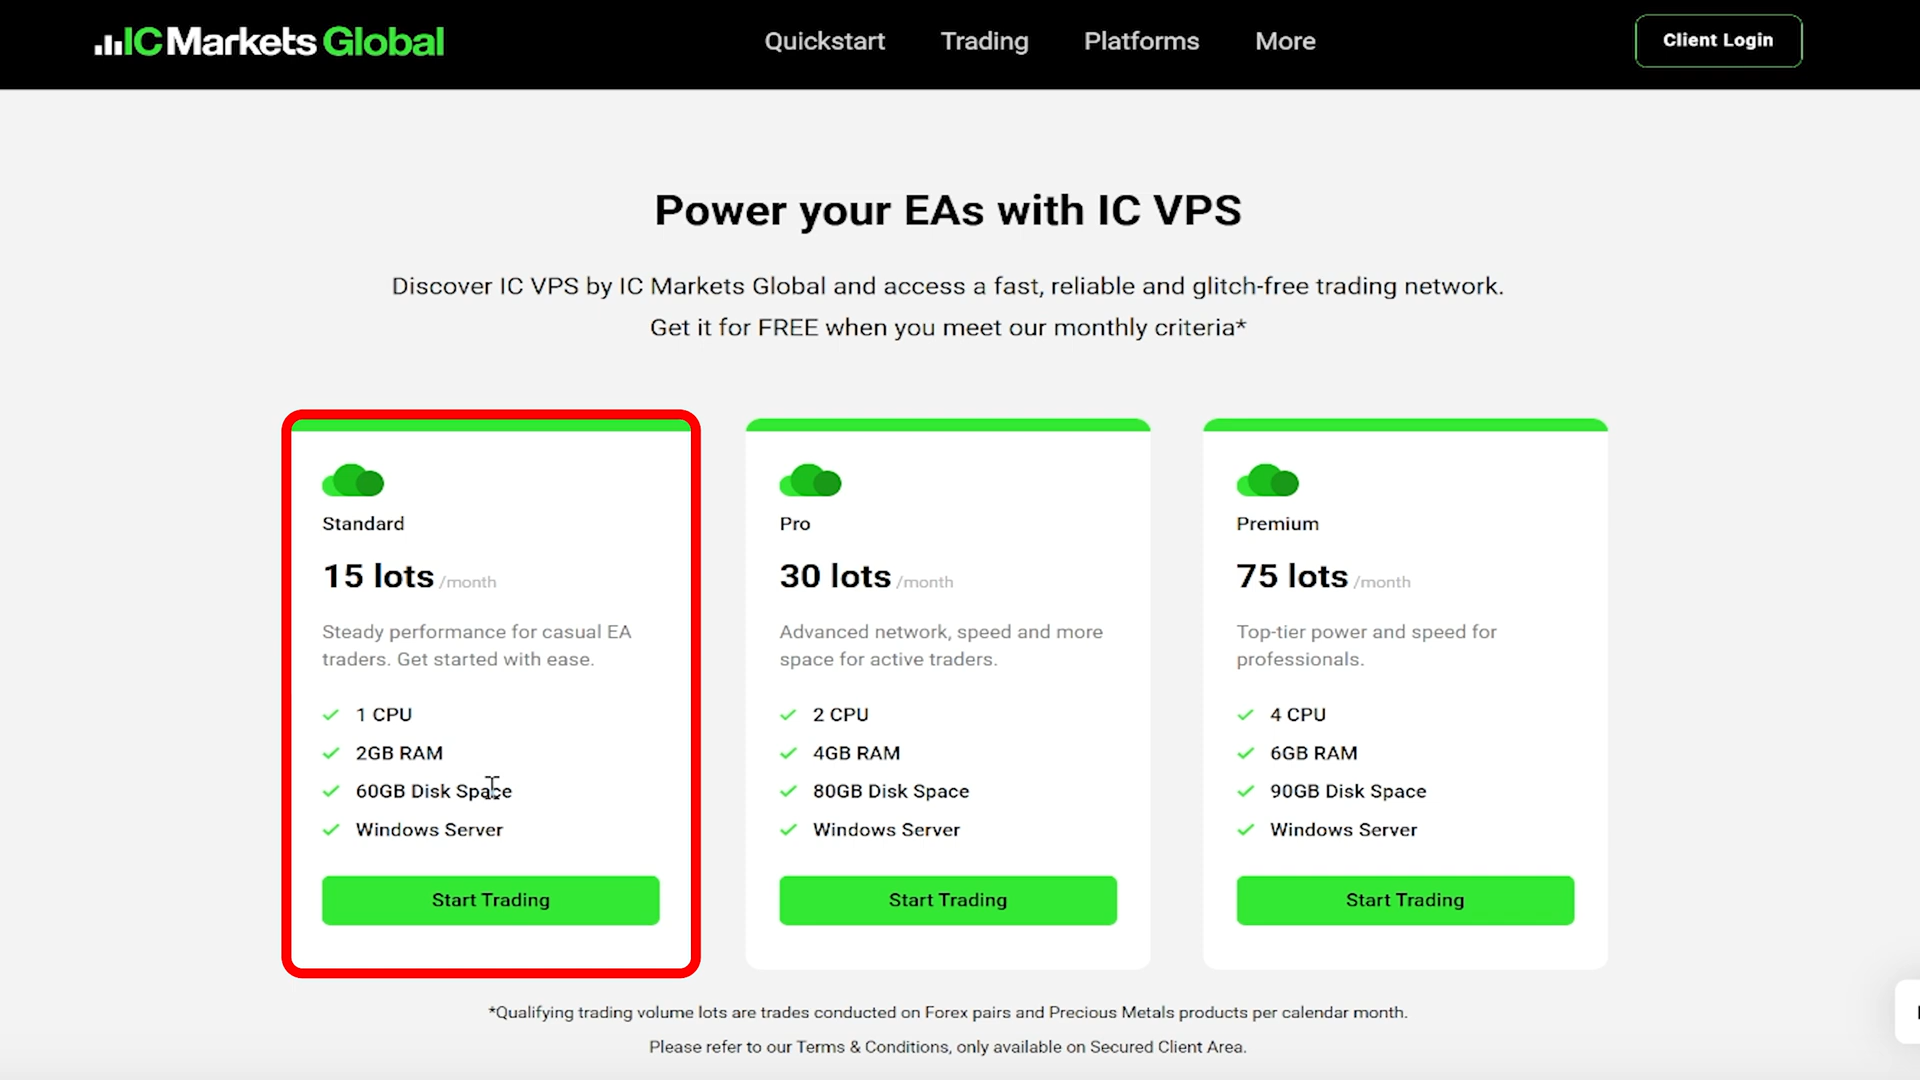 IC Markets Global
Quickstart
Trading
Platforms
More
Client Login
Power your EAs with IC VPS
Discover IC VPS by IC Markets Global and access a fast, reliable and glitch-free trading network.
Get it for FREE when you meet our monthly criteria*
Standard
15 lots /month
Steady performance for casual EA
traders. Get started with ease.
1 CPU
2GB RAM
60GB Disk Space
Windows Server
Start Trading
Pro
30 lots /month
Advanced network, speed and more
space for active traders.
2 CPU
4GB RAM
80GB Disk Space
Windows Server
Start Trading
Premium
75 lots /month
Top-tier power and speed for
professionals.
4 CPU
6GB RAM
90GB Disk Space
Windows Server
Start Trading
*Qualifying trading volume lots are trades conducted on Forex pairs and Precious Metals products per calendar month.
Please refer to our Terms & Conditions, only available on Secured Client Area.